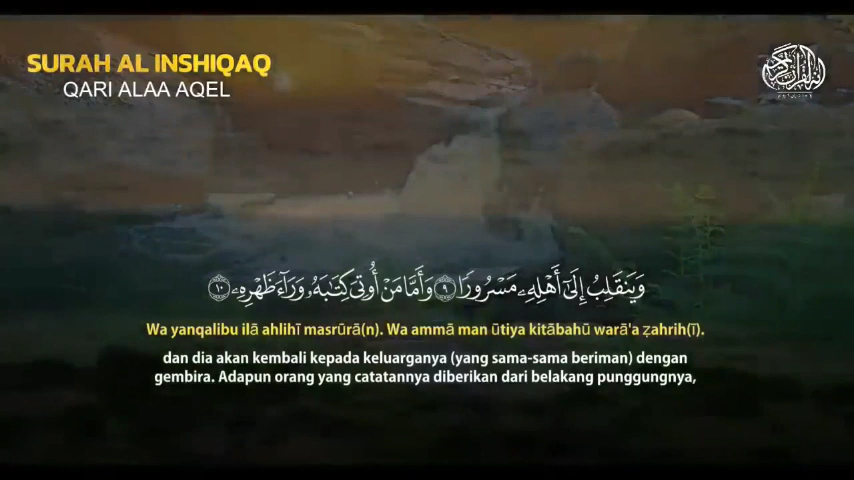 SURAH AL INSHIQAQ
QARI ALAA AQEL
القرآن الكريم
وَيَنقَلِبُ إِلَىٰٓ أَهْلِهِۦ مَسْرُورًا ٩ وَأَمَّا مَنْ أُوتِىَ كِتَٰبَهُۥ وَرَآءَ ظَهْرِهِۦ ١٠
Wa yanqalibu ilā ahlihī masrūrā(n). Wa ammā man ūtiya kitābahū warā'a ẓahrih(ī).
dan dia akan kembali kepada keluarganya (yang sama-sama beriman) dengan
gembira. Adapun orang yang catatannya diberikan dari belakang punggungnya,